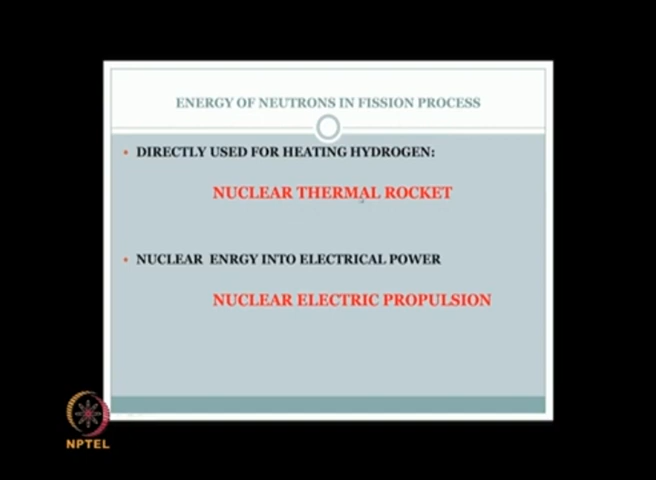 ENERGY OF NEUTRONS IN FISSION PROCESS
• DIRECTLY USED FOR HEATING HYDROGEN:
NUCLEAR THERMAL ROCKET
• NUCLEAR ENRGY INTO ELECTRICAL POWER
NUCLEAR ELECTRIC PROPULSION
NPTEL